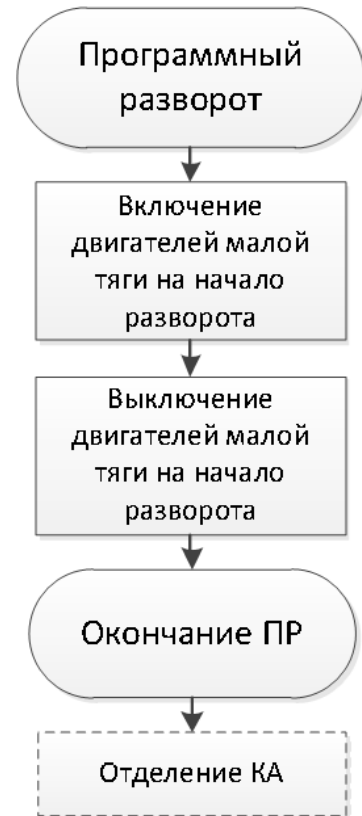 Программный
разворот
Включение
двигателей малой
тяги на начало
разворота
Выключение
двигателей малой
тяги на начало
разворота
Окончание ПР
Отделение КА